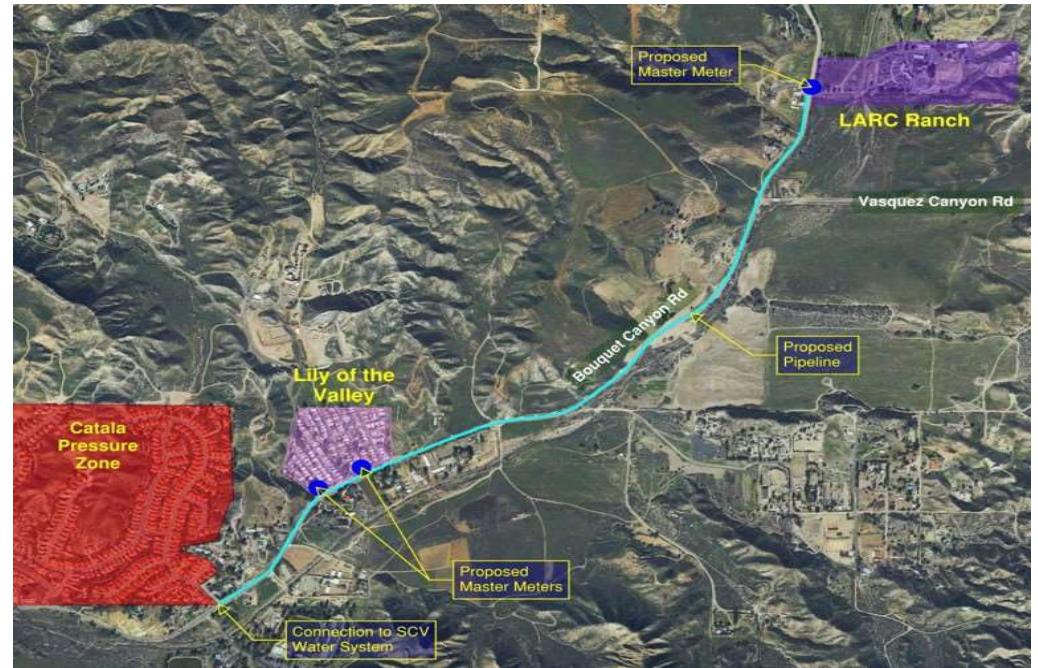 Proposed
Master Meter
LARC Ranch
Vasquez Canyon Rd
Bouquet Canyon Rd
Proposed
Pipeline
Lily of the
Valley
Catala
Pressure
Zone
Proposed
Master Meters
Connection to SCV
Water System